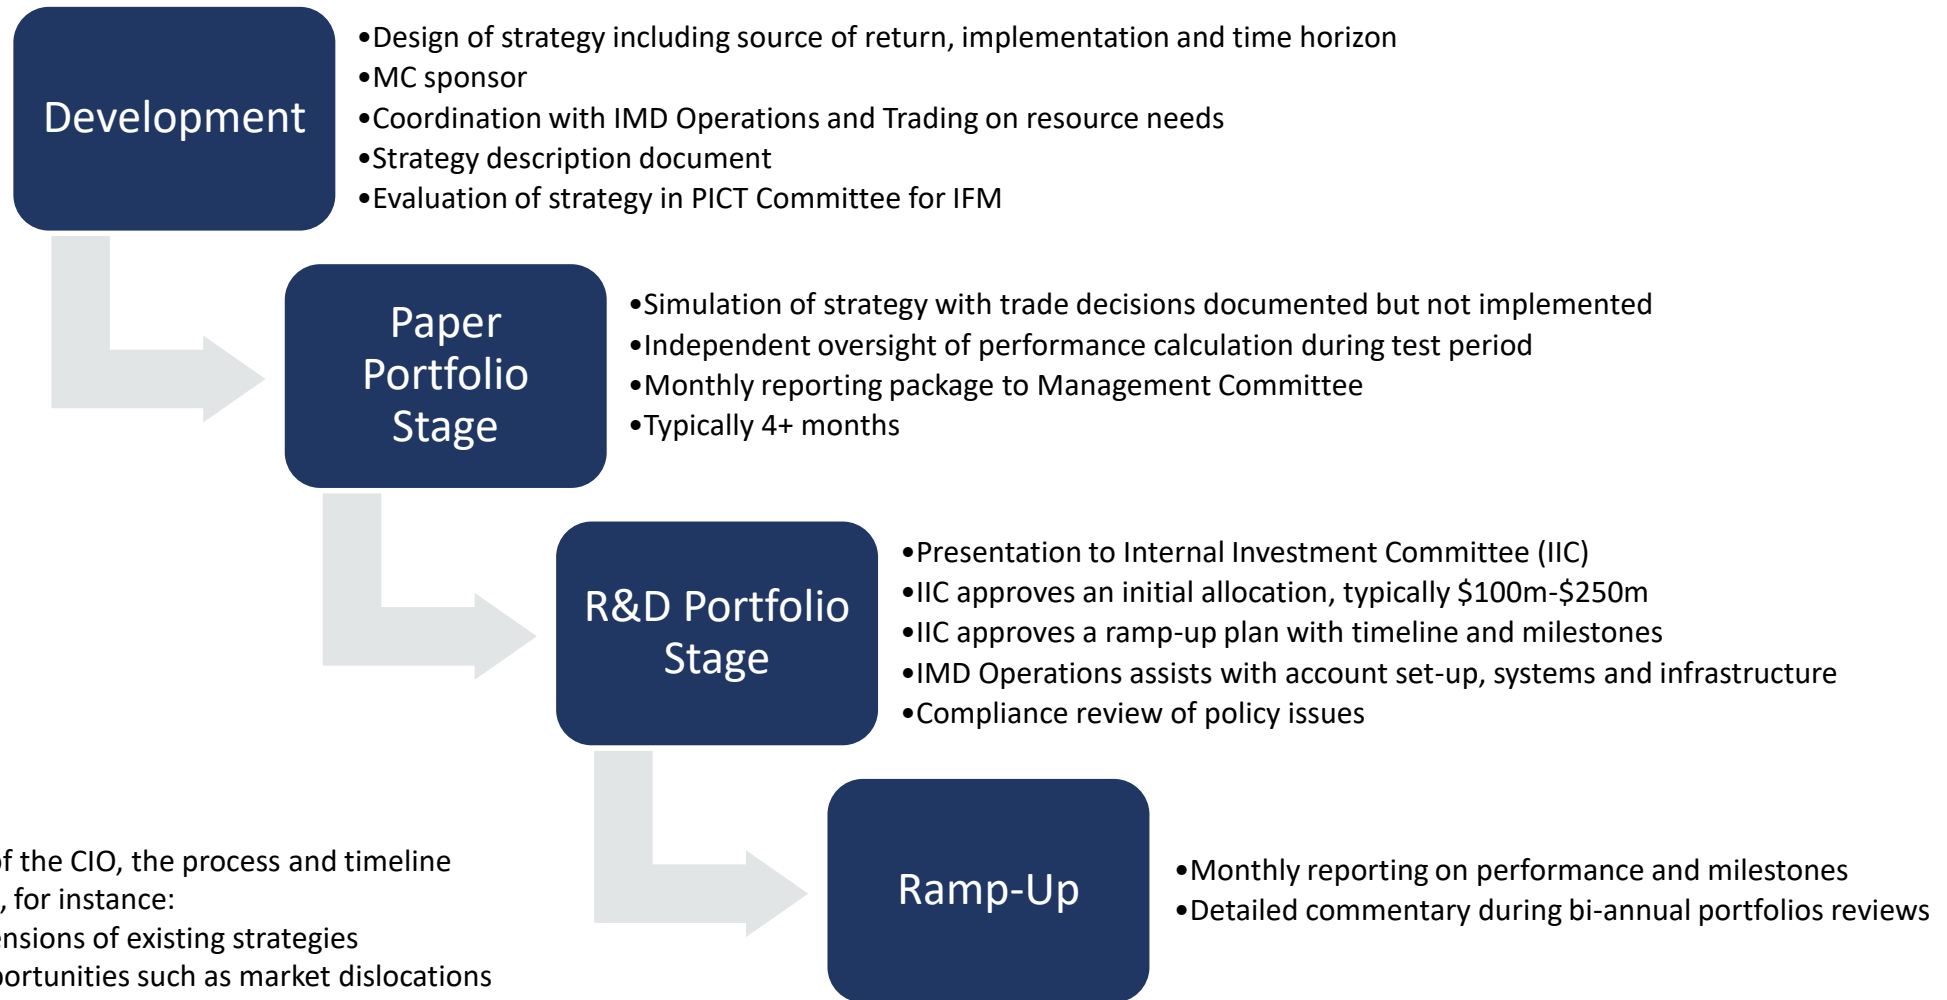 Development
•Design of strategy including source of return, implementation and time horizon
•MC sponsor
•Coordination with IMD Operations and Trading on resource needs
•Strategy description document
•Evaluation of strategy in PICT Committee for IFM
Paper
Portfolio
Stage
•Simulation of strategy with trade decisions documented but not implemented
•Independent oversight of performance calculation during test period
•Monthly reporting package to Management Committee
•Typically 4+ months
R&D Portfolio
Stage
•Presentation to Internal Investment Committee (IIC)
•IIC approves an initial allocation, typically $100m-$250m
•IIC approves a ramp-up plan with timeline and milestones
•IMD Operations assists with account set-up, systems and infrastructure
•Compliance review of policy issues
Ramp-Up
•Monthly reporting on performance and milestones
•Detailed commentary during bi-annual portfolios reviews
of the CIO, the process and timeline
, for instance:
of existing strategies
such as market dislocations